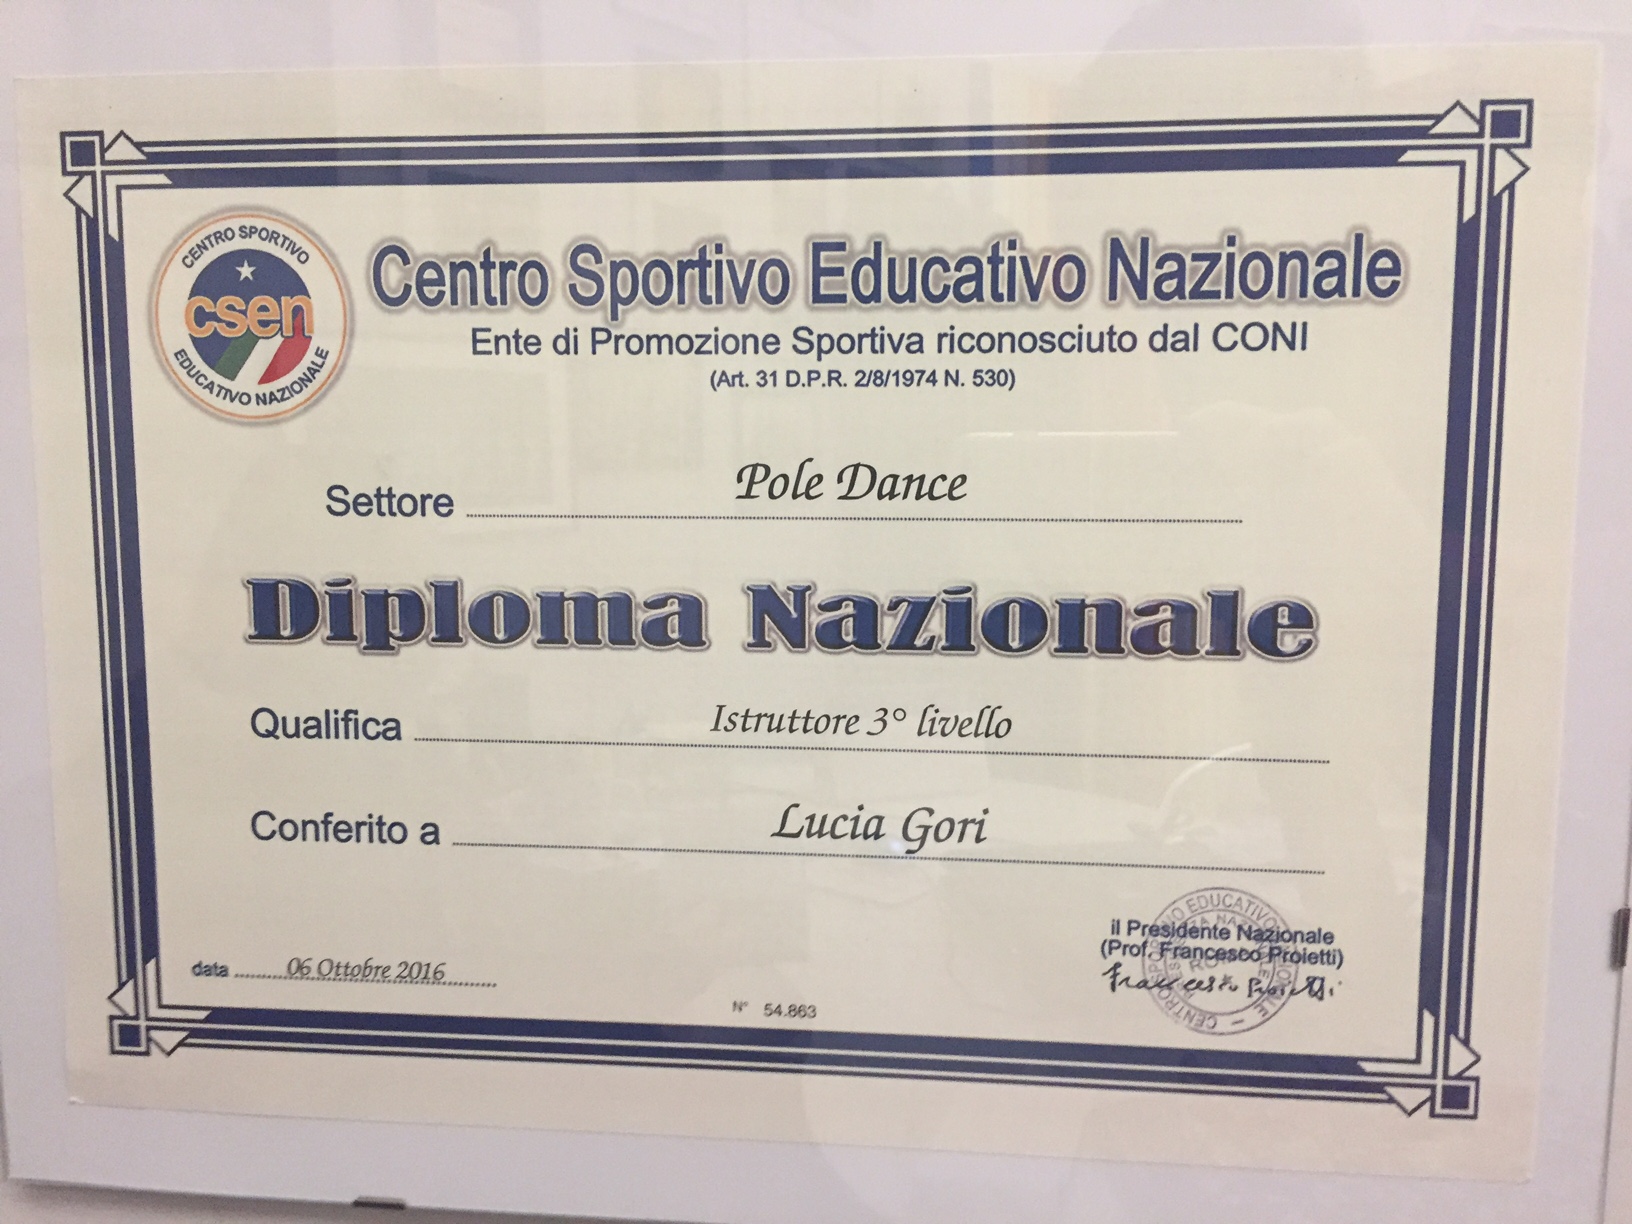 CENTRO SPORTIVO
csen
EDUCATIVO NAZIONALE
Centro Sportivo Educativo Nazionale
Ente di Promozione Sportiva riconosciuto dal CONI
(Art. 31 D.P.R. 2/8/1974 N. 530)
Settore Pole Dance
Diploma Nazionale
Qualifica Istruttore 3° livello
Conferito a Lucia Gori
il Presidente Nazionale
(Prof. Francesco Proietti)
Francesco Proietti
data 06 Ottobre 2016
N° 54.863